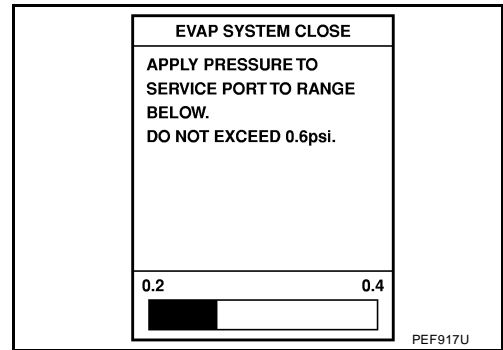 EVAP SYSTEM CLOSE
APPLY PRESSURE TO
SERVICE PORT TO RANGE
BELOW.
DO NOT EXCEED 0.6psi.
0.2 0.4
PEF917U